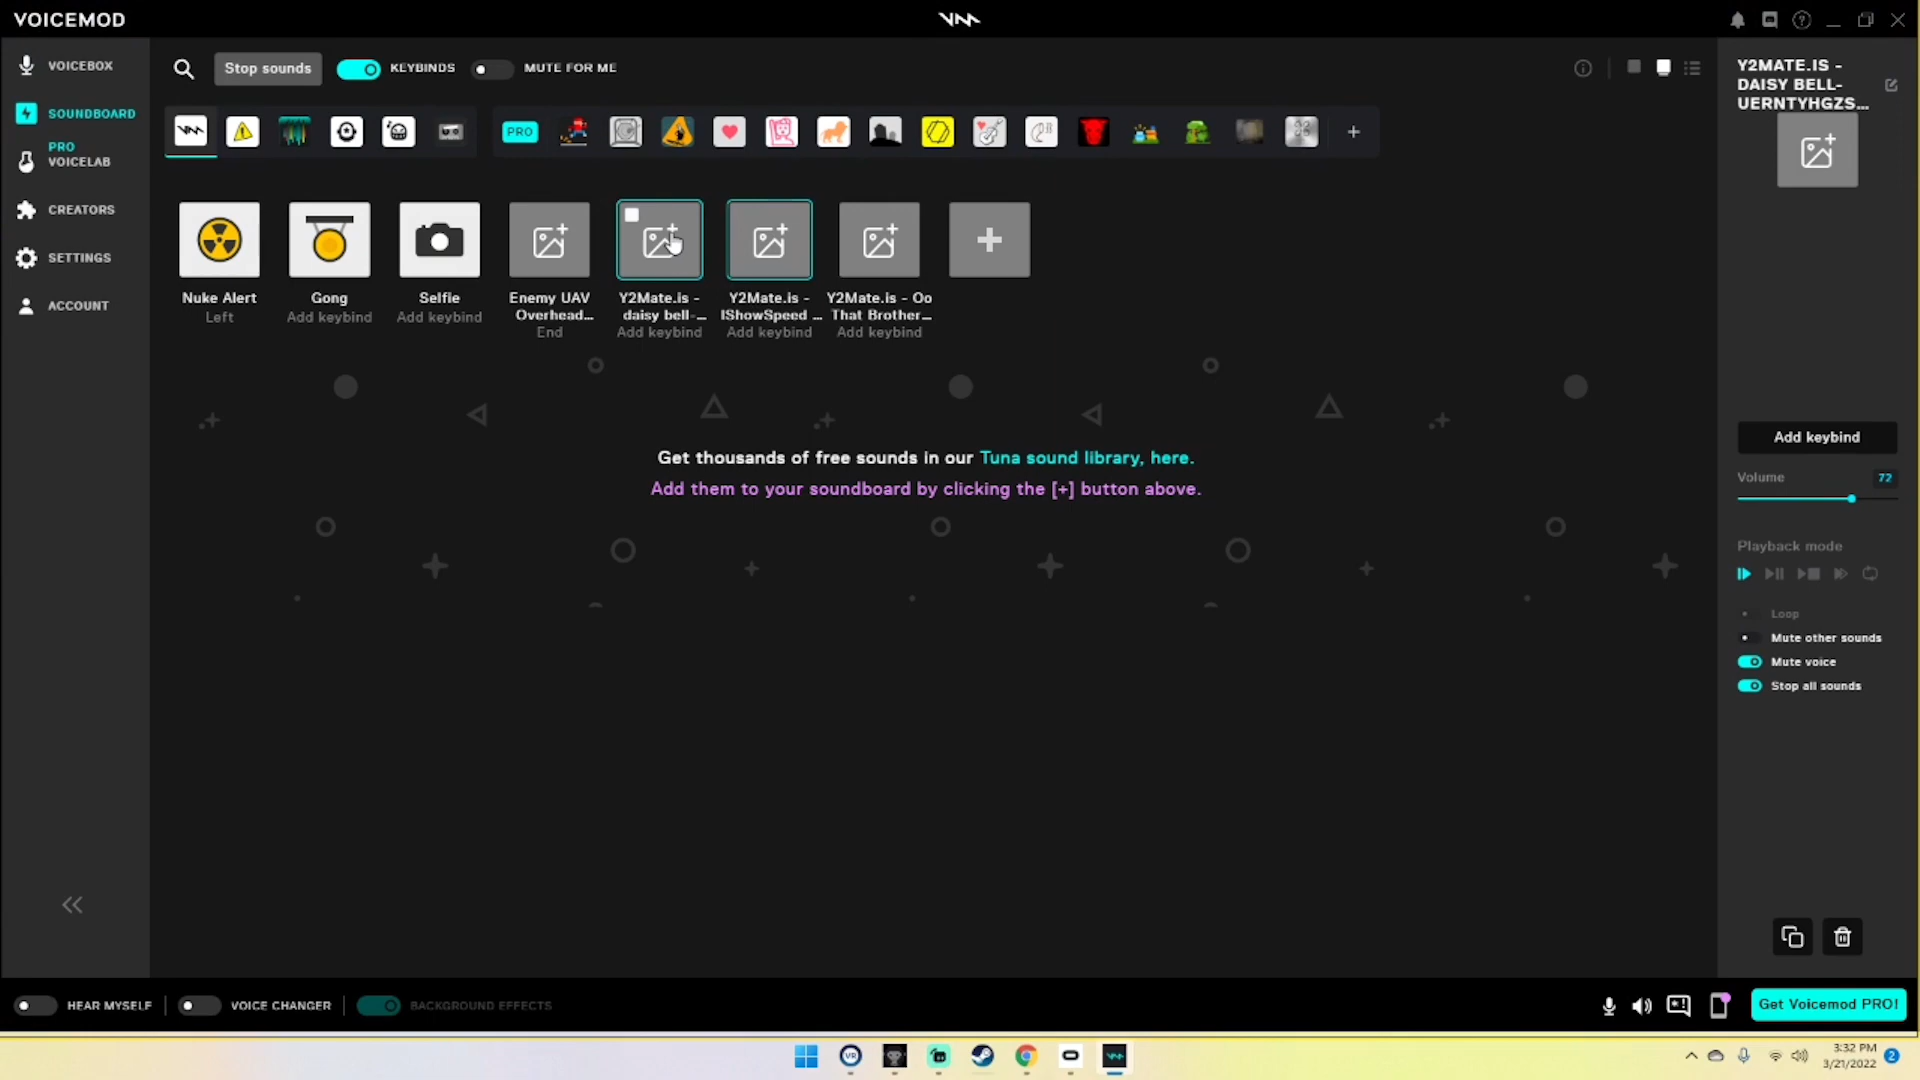 VOICEMOD
VOICEBOX
SOUNDBOARD
PRO
VOICELAB
CREATORS
SETTINGS
ACCOUNT
Stop sounds
KEYBINDS
MUTE FOR ME
PRO
Nuke Alert
Left
Gong
Add keybind
Selfie
Add keybind
Enemy UAV
Overhead...
End
Y2Mate.is -
daisy bell-...
Add keybind
Y2Mate.is -
IShowSpeed ...
Add keybind
Y2Mate.is - Oo
That Brother...
Add keybind
Get thousands of free sounds in our Tuna sound library, here.
Add them to your soundboard by clicking the [+] button above.
Y2MATE.IS -
DAISY BELL-
UERNTYHGZS...
Add keybind
Volume 72
Playback mode
Loop
Mute other sounds
Mute voice
Stop all sounds
HEAR MYSELF
VOICE CHANGER
BACKGROUND EFFECTS
Get Voicemod PRO!
3:32 PM
3/21/2022
2